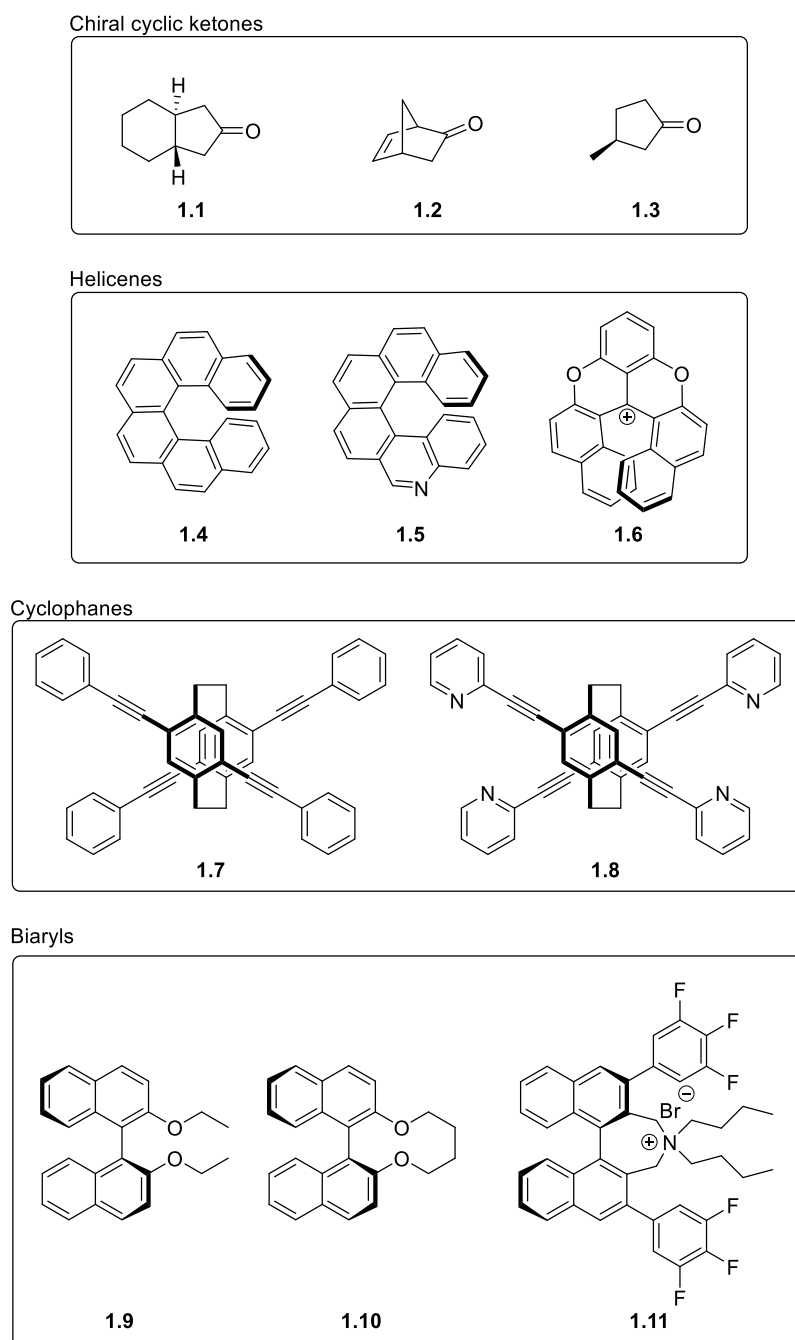 Chiral cyclic ketones
H
O
O
O
H
1.1 1.2 1.3
Helicenes
O O
⊕
N
1.4 1.5 1.6
Cyclophanes
N N
N N
1.7 1.8
Biaryls
F
F
F
⊖
Br
O O
⊕
N
O O
F
F
F
1.9 1.10 1.11